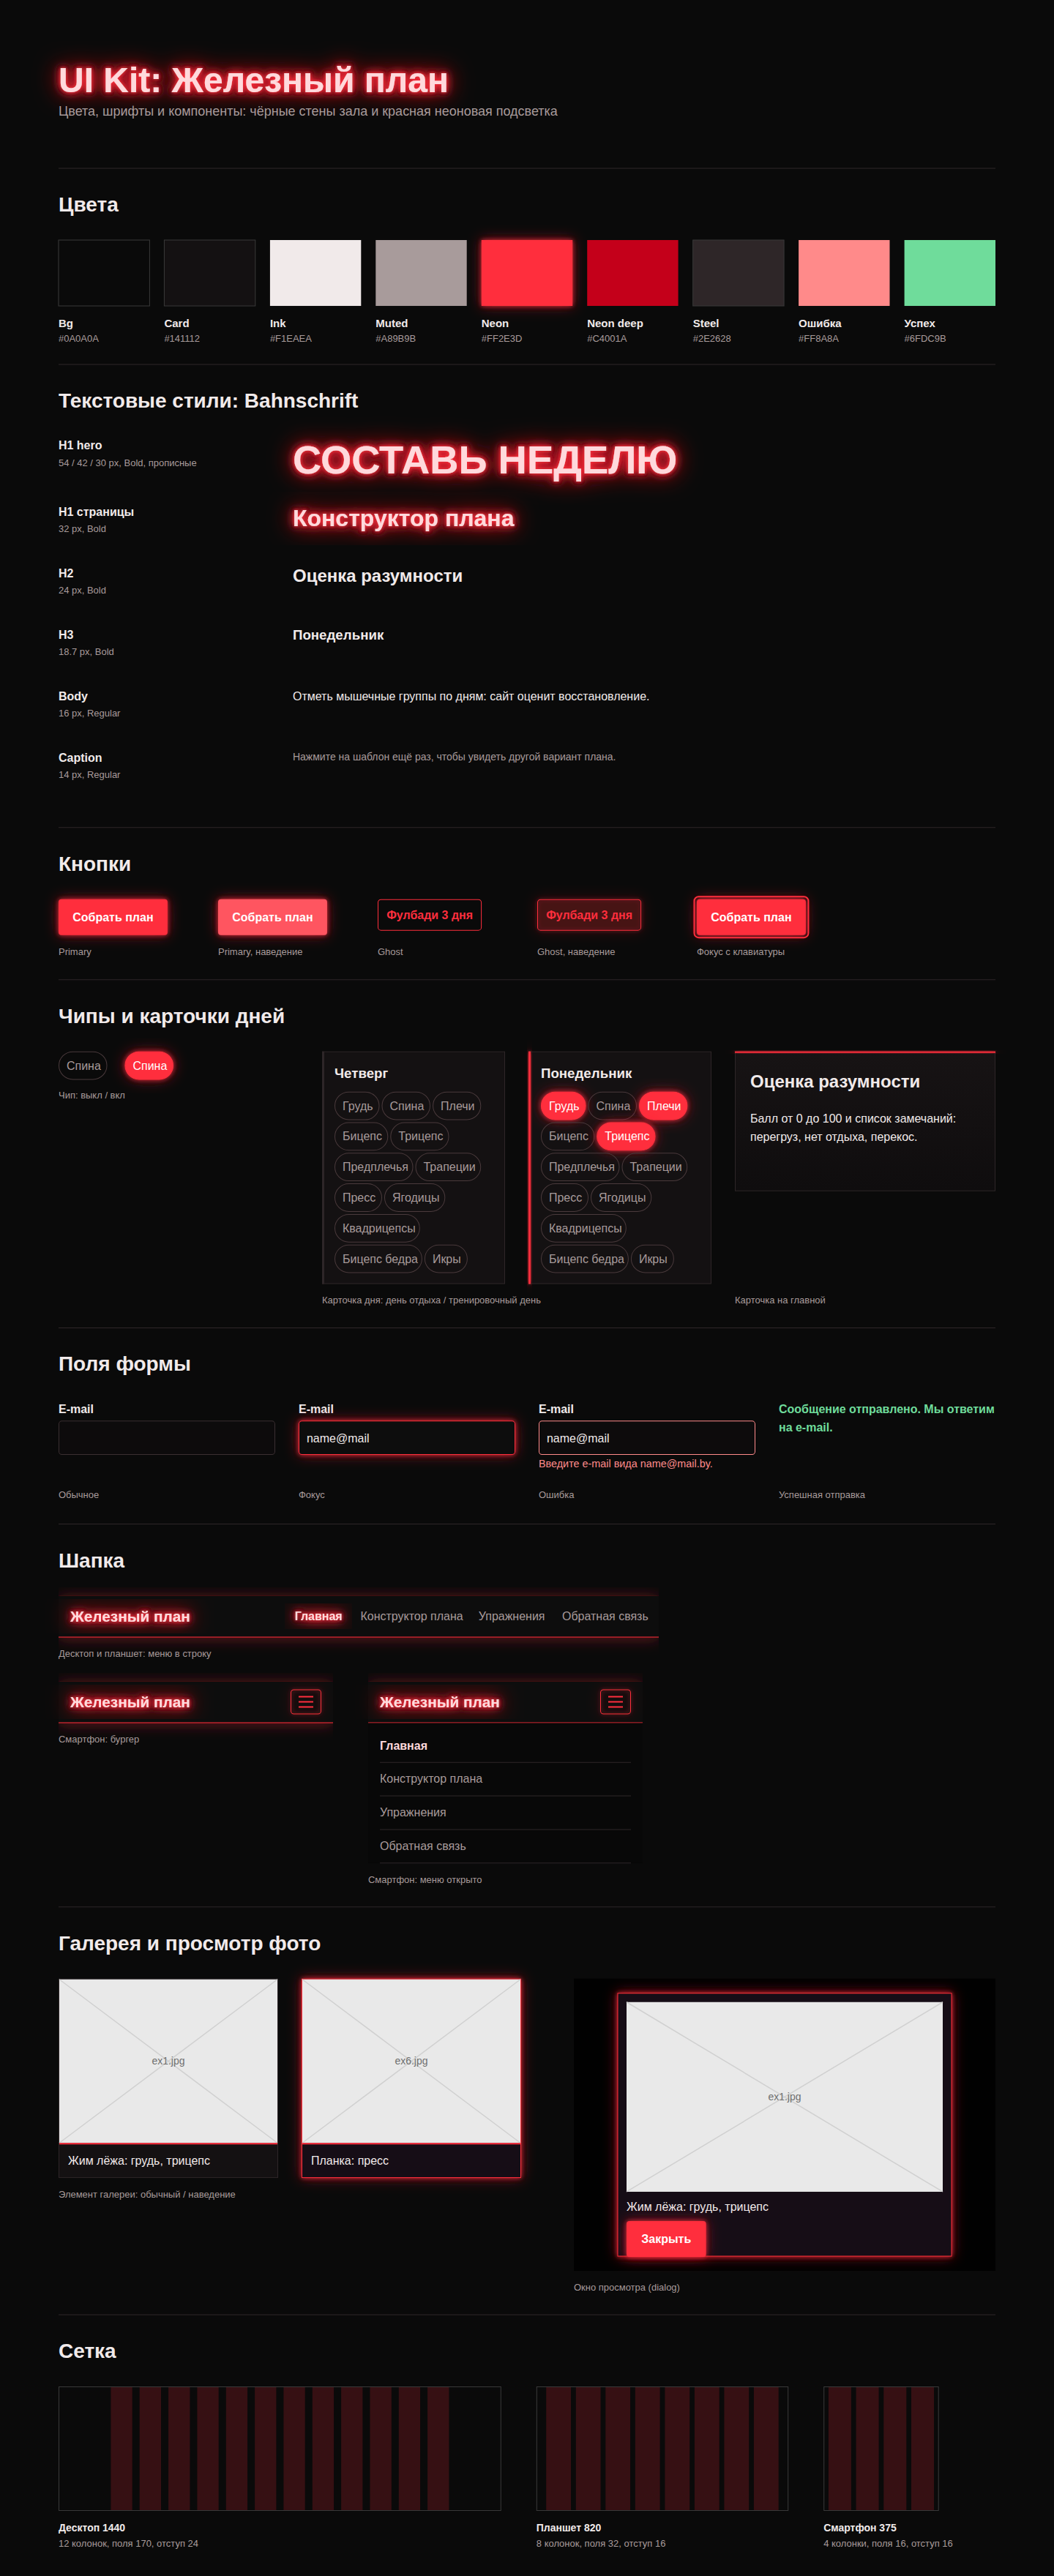 UI Kit: Железный план
Цвета, шрифты и компоненты: чёрные стены зала и красная неоновая подсветка
Цвета
Bg
#0A0A0A
Card
#141112
Ink
#F1EAEA
Muted
#A89B9B
Neon
#FF2E3D
Neon deep
#C4001A
Steel
#2E2628
Ошибка
#FF8A8A
Успех
#6FDC9B
Текстовые стили: Bahnschrift
H1 hero
54 / 42 / 30 px, Bold, прописные
СОСТАВЬ НЕДЕЛЮ
H1 страницы
32 px, Bold
Конструктор плана
H2
24 px, Bold
Оценка разумности
H3
18.7 px, Bold
Понедельник
Body
16 px, Regular
Отметь мышечные группы по дням: сайт оценит восстановление.
Caption
14 px, Regular
Нажмите на шаблон ещё раз, чтобы увидеть другой вариант плана.
Кнопки
Собрать план
Primary
Собрать план
Primary, наведение
Фулбади 3 дня
Ghost
Фулбади 3 дня
Ghost, наведение
Собрать план
Фокус с клавиатуры
Чипы и карточки дней
Спина
Спина
Чип: выкл / вкл
Четверг
Грудь Спина Плечи
Бицепс Трицепс
Предплечья Трапеции
Пресс Ягодицы
Квадрицепсы
Бицепс бедра Икры
Понедельник
Грудь Спина Плечи
Бицепс Трицепс
Предплечья Трапеции
Пресс Ягодицы
Квадрицепсы
Бицепс бедра Икры
Карточка дня: день отдыха / тренировочный день
Оценка разумности
Балл от 0 до 100 и список замечаний:
перегруз, нет отдыха, перекос.
Карточка на главной
Поля формы
E-mail
Обычное
E-mail
name@mail
Фокус
E-mail
name@mail
Введите e-mail вида name@mail.by.
Ошибка
Сообщение отправлено. Мы ответим
на e-mail.
Успешная отправка
Шапка
Железный план
Главная
Конструктор плана
Упражнения
Обратная связь
Десктоп и планшет: меню в строку
Железный план
Смартфон: бургер
Железный план
Главная
Конструктор плана
Упражнения
Обратная связь
Смартфон: меню открыто
Галерея и просмотр фото
ex1.jpg
Жим лёжа: грудь, трицепс
ex6.jpg
Планка: пресс
Элемент галереи: обычный / наведение
ex1.jpg
Жим лёжа: грудь, трицепс
Закрыть
Окно просмотра (dialog)
Сетка
Десктоп 1440
12 колонок, поля 170, отступ 24
Планшет 820
8 колонок, поля 32, отступ 16
Смартфон 375
4 колонки, поля 16, отступ 16